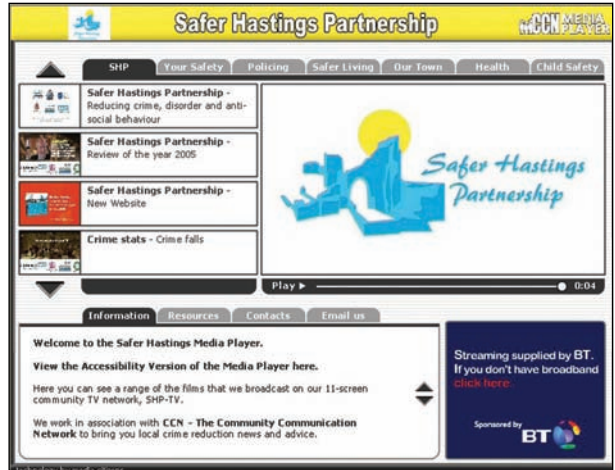 Safer Hastings Partnership
mCCN MEDIA
PLAYER
SHP
Your Safety
Policing
Safer Living
Our Town
Health
Child Safety
Safer Hastings Partnership -
Reducing crime, disorder and anti-
social behaviour
Safer Hastings Partnership -
Review of the year 2005
Safer Hastings Partnership -
New Website
Crime stats - Crime falls
Safer Hastings
Partnership
Play
0:04
Information
Resources
Contacts
Email us
Welcome to the Safer Hastings Media Player.
View the Accessibility Version of the Media Player here.
Here you can see a range of the films that we broadcast on our 11-screen
community TV network, SHP-TV.
We work in association with CCN - The Community Communication
Network to bring you local crime reduction news and advice.
Streaming supplied by BT.
If you don't have broadband
click here.
Sponsored by
BT